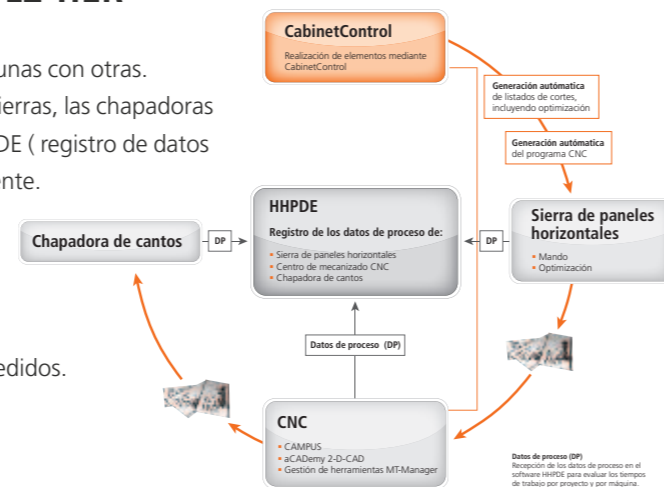 unas con otras.
ierras, las chapadoras
DE ( registro de datos
ente.
edidos.
CabinetControl
Realización de elementos mediante
CabinetControl
Generación autómatica
de listados de cortes,
incluyendo optimización
Generación autómatica
del programa CNC
HHPDE
Registro de los datos de proceso de:
Sierra de paneles horizontales
Centro de mecanizado CNC
Chapadora de cantos
Chapadora de cantos
DP
DP
Sierra de paneles
horizontales
Mando
Optimización
Datos de proceso (DP)
CNC
CAMPUS
aCADemy 2-D-CAD
Gestión de herramientas MT-Manager
Datos de proceso (DP)
Recepción de los datos de proceso en el
software HHPDE para evaluar los tiempos
de trabajo por proyecto y por máquina.